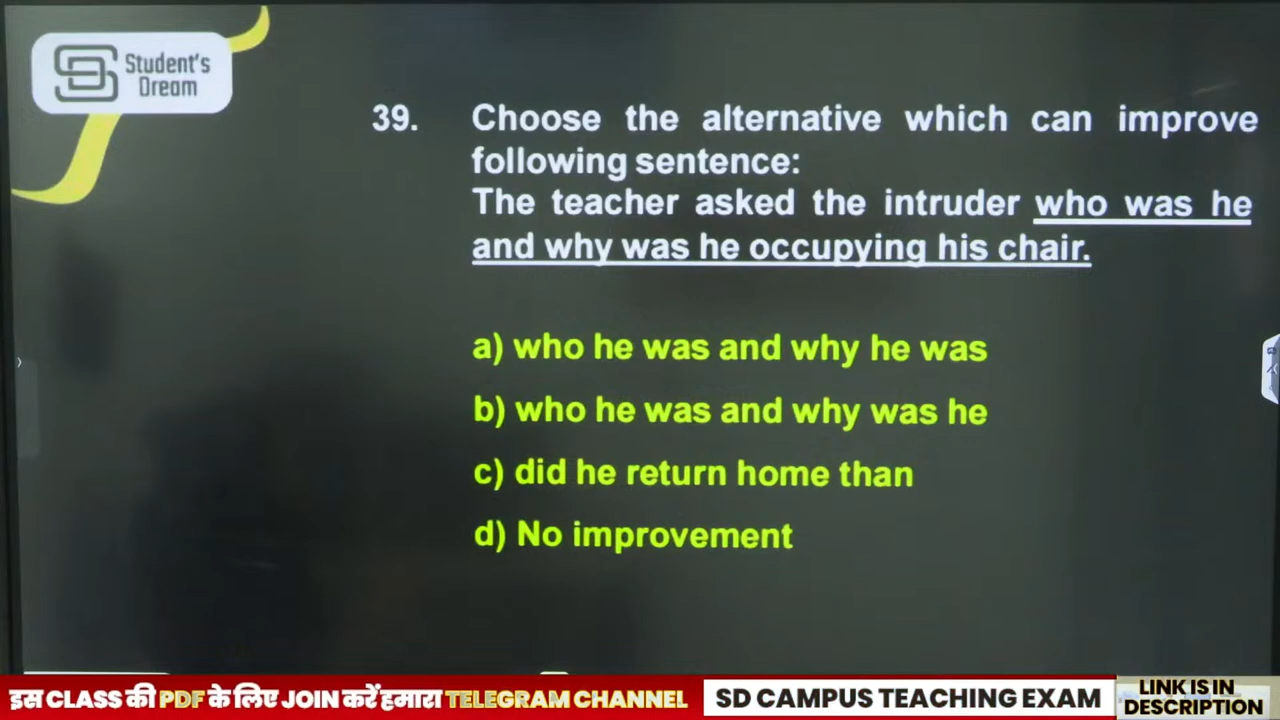 Student's
Dream
39. Choose the alternative which can improve
following sentence:
The teacher asked the intruder who was he
and why was he occupying his chair.
a) who he was and why he was
b) who he was and why was he
c) did he return home than
d) No improvement
इस CLASS की PDF के लिए JOIN करें हमारा TELEGRAM CHANNEL
SD CAMPUS TEACHING EXAM
LINK IS IN
DESCRIPTION